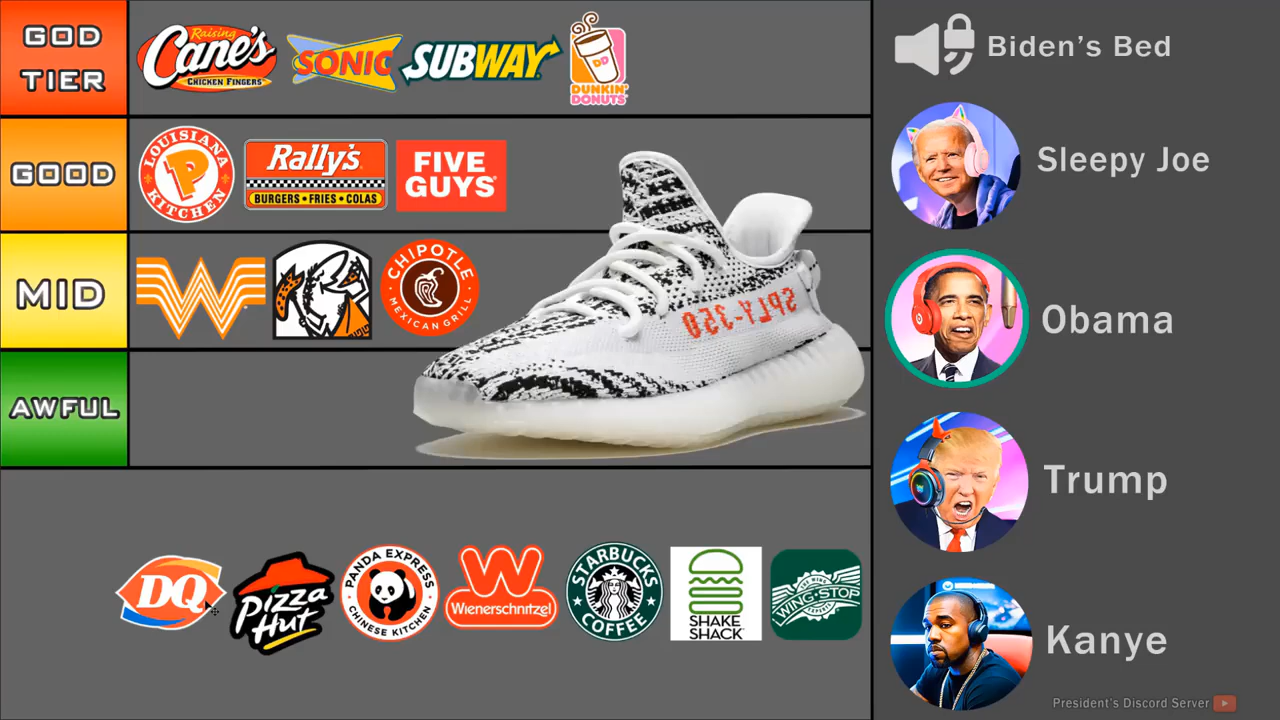 GOD
TIER
Raising
Cane's
CHICKEN FINGERS
SONIC
SUBWAY
DD
DUNKIN'
DONUTS
GOOD
LOUISIANA
P
KITCHEN
Rally's
BURGERS • FRIES • COLAS
FIVE
GUYS
MID
W
CHIPOTLE
MEXICAN GRILL
SPLY-350
AWFUL
DQ
Pizza
Hut
PANDA EXPRESS
CHINESE KITCHEN
W
Wienerschnitzel
STARBUCKS
COFFEE
SHAKE
SHACK
WING-STOP
Biden's Bed
Sleepy Joe
Obama
Trump
Kanye
President's Discord Server